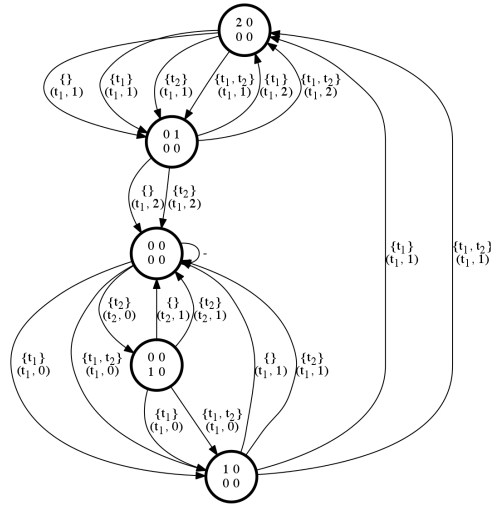 2 0
0 0
{} {t₁} {t₂} {t₁, t₂} {t₁} {t₁, t₂}
(t₁, 1) (t₁, 1) (t₁, 1) (t₁, 1) (t₁, 2) (t₁, 2)
0 1
0 0
{} {t₂}
(t₁, 2) (t₁, 2)
0 0
0 0
-
{t₁} {t₁, t₂}
(t₁, 1) (t₁, 1)
{t₂} {} {t₂}
(t₂, 0) (t₂, 1) (t₂, 1)
{t₁} {t₁, t₂} {} {t₂}
(t₁, 0) (t₁, 0) (t₁, 1) (t₁, 1)
0 0
1 0
{t₁} {t₁, t₂}
(t₁, 0) (t₁, 0)
1 0
0 0